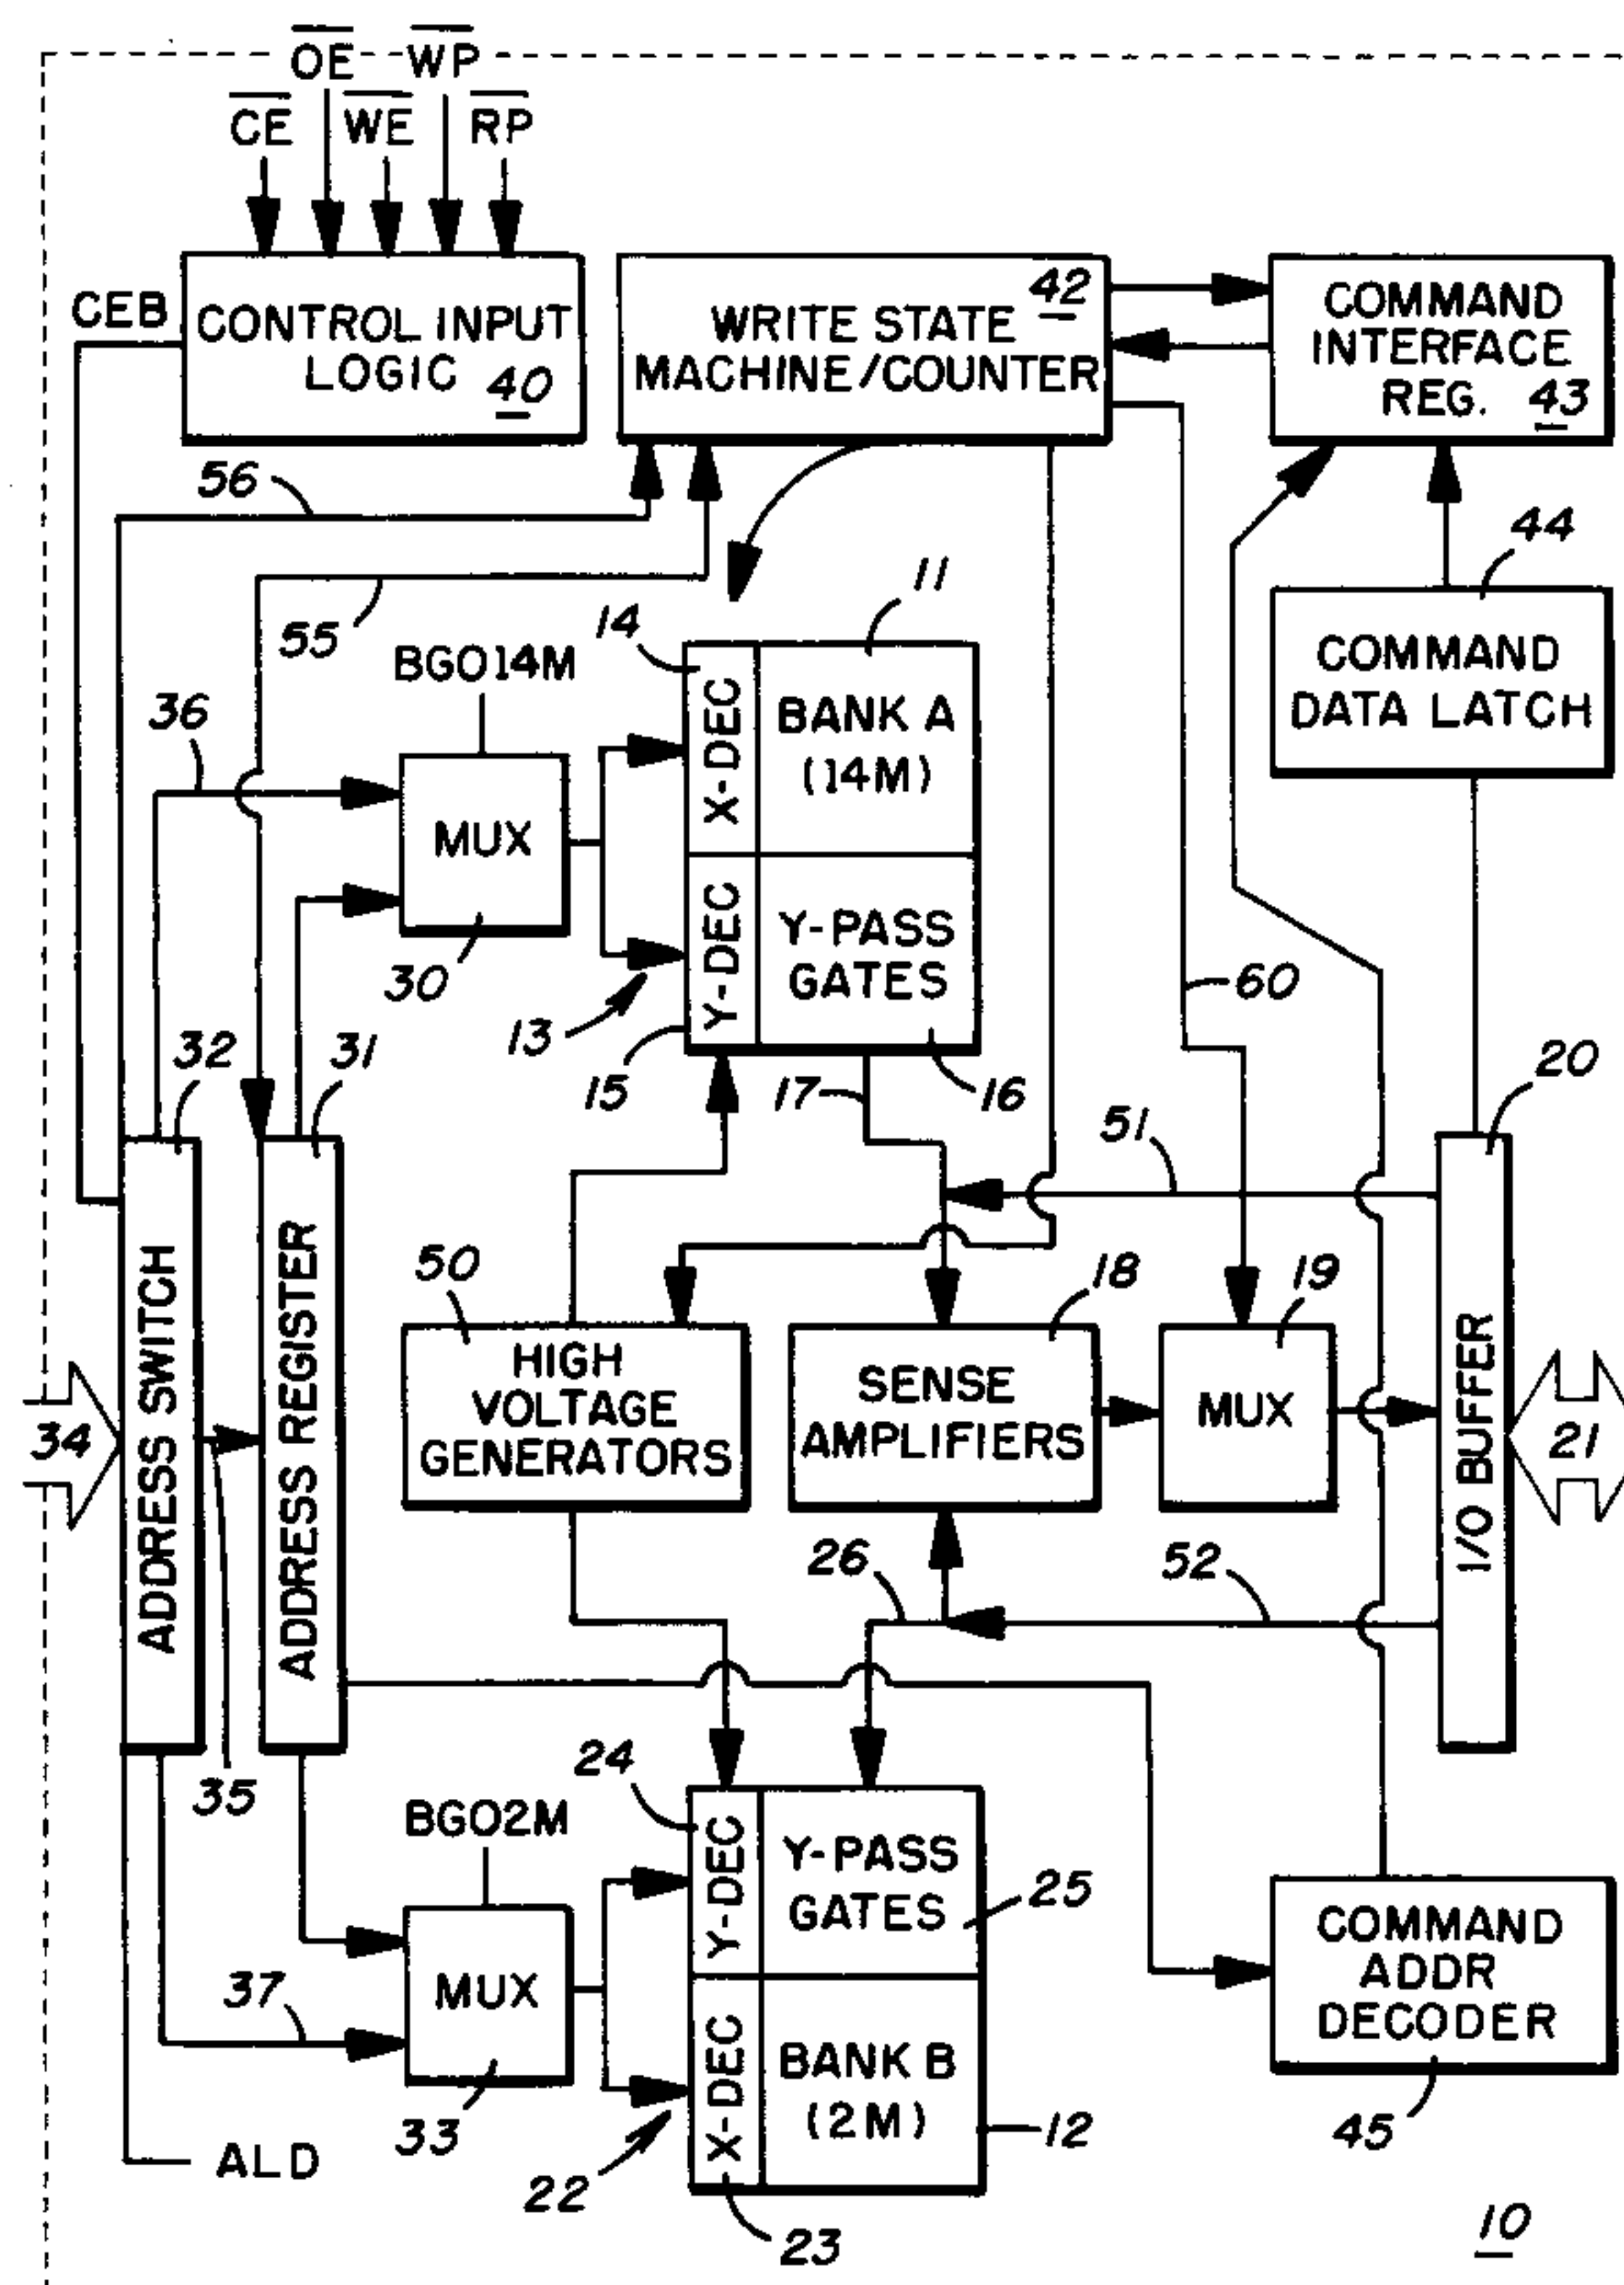 OE WP
CE WE RP
CEB
CONTROL INPUT
LOGIC 40
42
WRITE STATE
MACHINE/COUNTER
COMMAND
INTERFACE
REG. 43
56
55
44
COMMAND
DATA LATCH
BGO14M
14
11
X-DEC
BANK A
(14M)
36
MUX
30
Y-DEC
Y-PASS
GATES
13
15
17
16
60
32
31
20
51
ADDRESS SWITCH
ADDRESS REGISTER
50
HIGH
VOLTAGE
GENERATORS
18
SENSE
AMPLIFIERS
19
MUX
I/O BUFFER
34
21
26
52
35
24
BGO2M
Y-DEC
Y-PASS
GATES
25
37
MUX
33
X-DEC
BANK B
(2M)
12
22
23
COMMAND
ADDR
DECODER
45
ALD
10